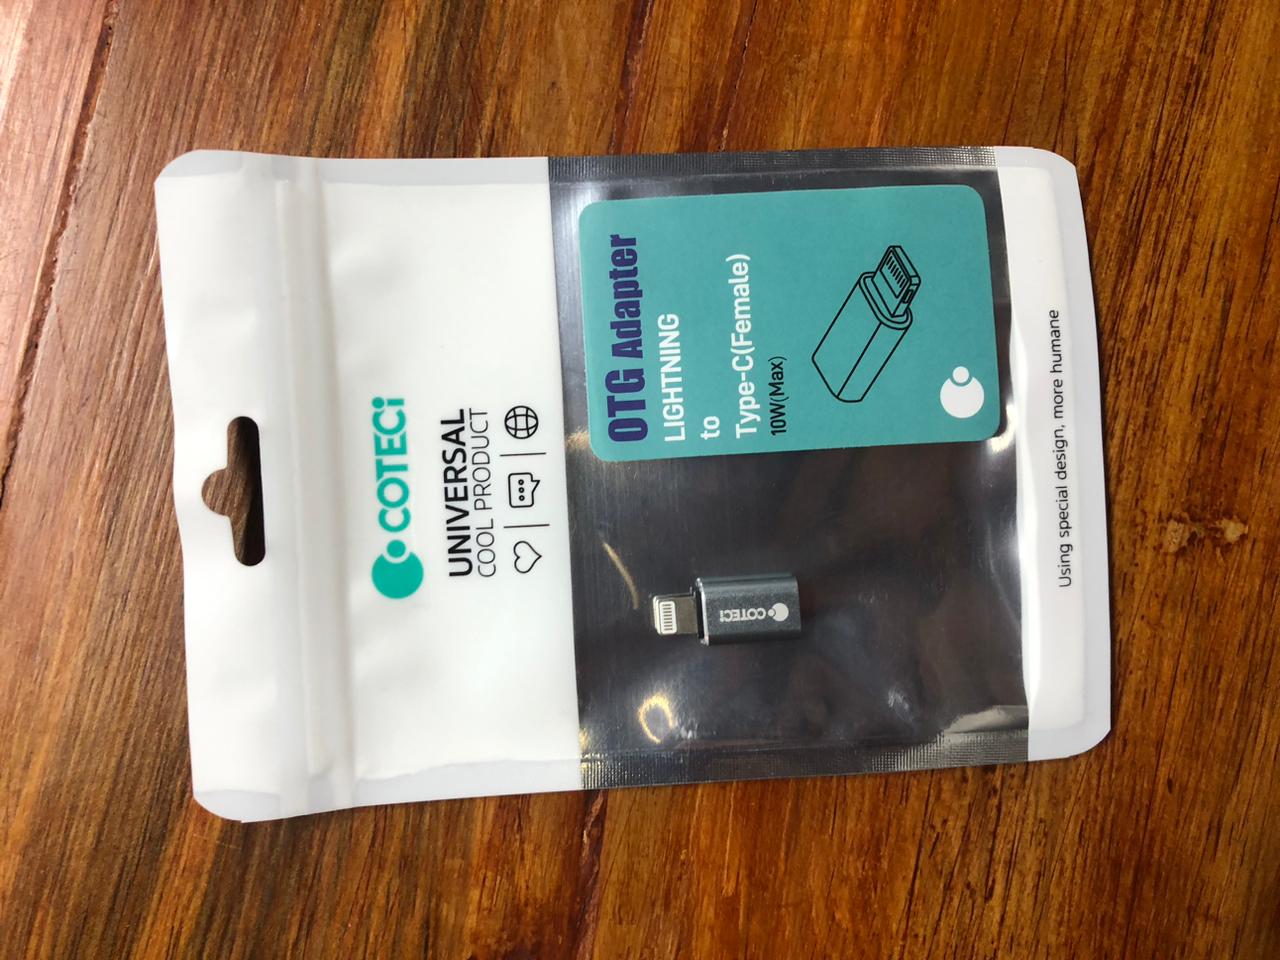 COTECi
UNIVERSAL
COOL PRODUCT
OTG Adapter
LIGHTNING
to
Type-C(Female)
10W(Max)
COTECi
Using special design, more humane